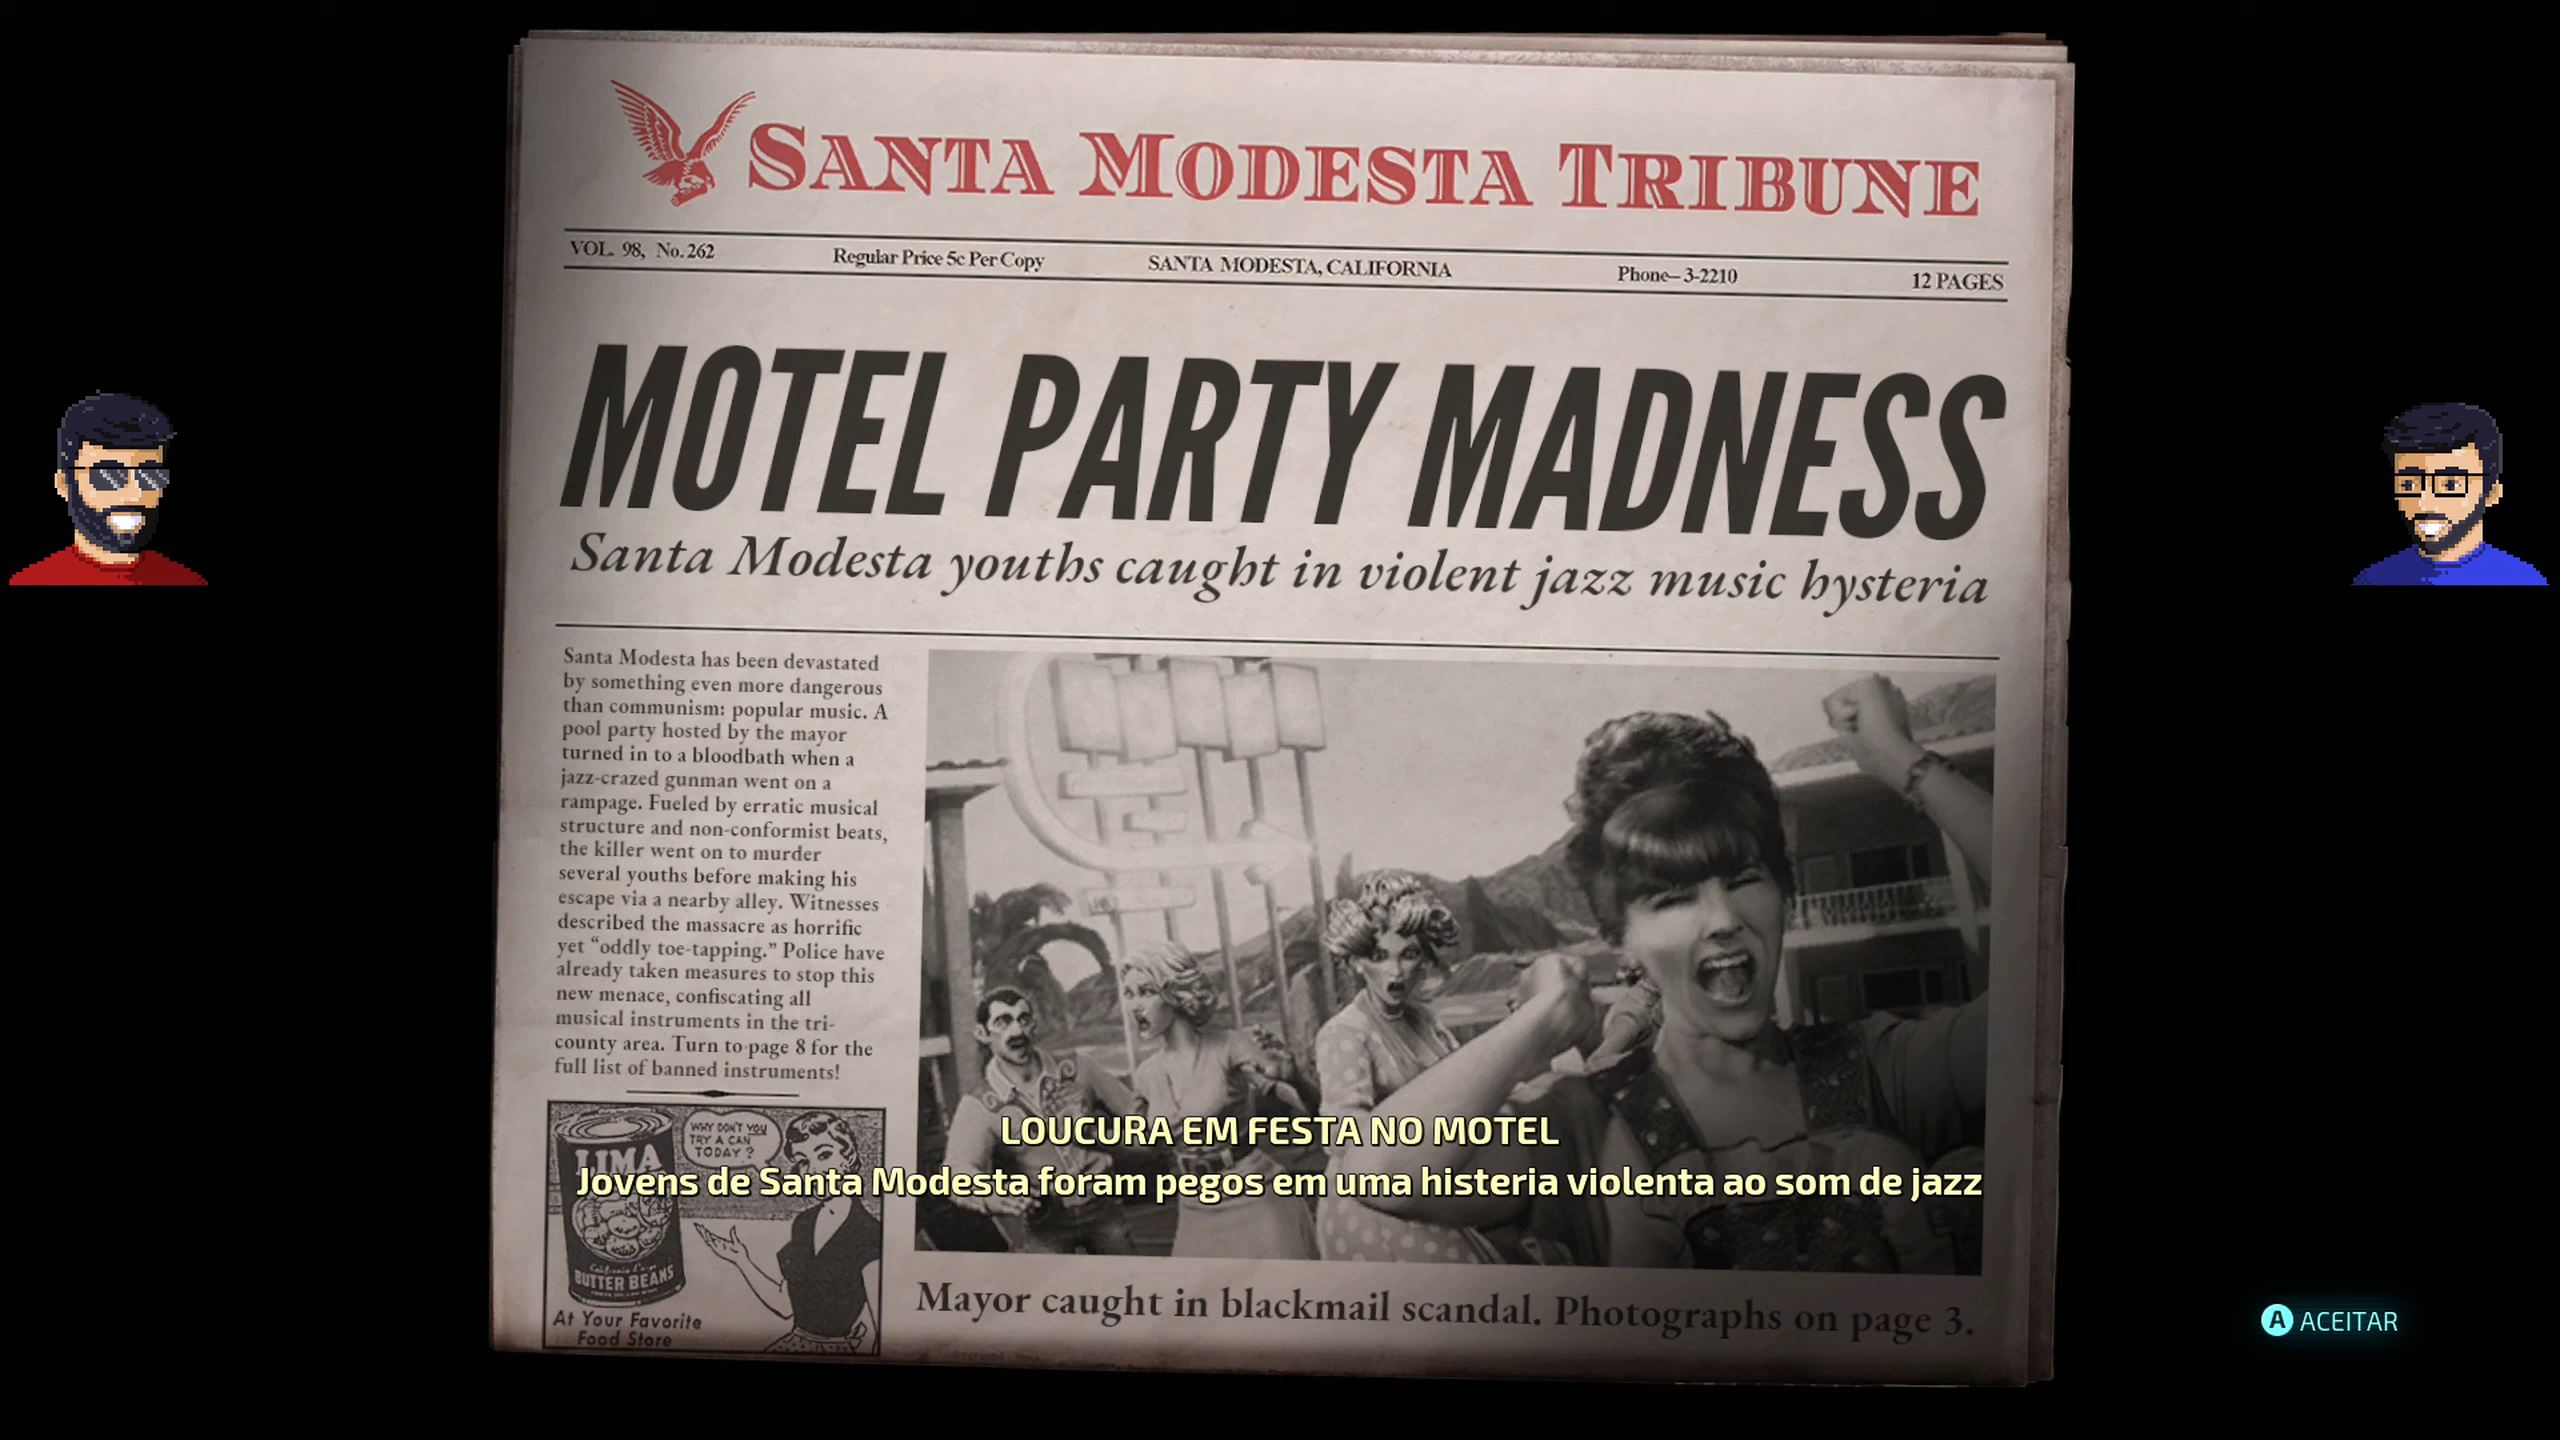 SANTA MODESTA TRIBUNE
VOL. 98, No. 262
Regular Price 5c Per Copy
SANTA MODESTA, CALIFORNIA
Phone–3-2210
12 PAGES
MOTEL PARTY MADNESS
Santa Modesta youths caught in violent jazz music hysteria
Santa Modesta has been devastated
by something even more dangerous
than communism: popular music. A
pool party hosted by the mayor
turned in to a bloodbath when a
jazz-crazed gunman went on a
rampage. Fueled by erratic musical
structure and non-conformist beats,
the killer went on to murder
several youths before making his
escape via a nearby alley. Witnesses
described the massacre as horrific
yet “oddly toe-tapping.” Police have
already taken measures to stop this
new menace, confiscating all
musical instruments in the tri-
county area. Turn to page 8 for the
full list of banned instruments!
WHY DON'T YOU
TRY A CAN
TODAY?
LIMA
BUTTER BEANS
At Your Favorite
Food Store
LOUCURA EM FESTA NO MOTEL
Jovens de Santa Modesta foram pegos em uma histeria violenta ao som de jazz
Mayor caught in blackmail scandal. Photographs on page 3.
A ACEITAR